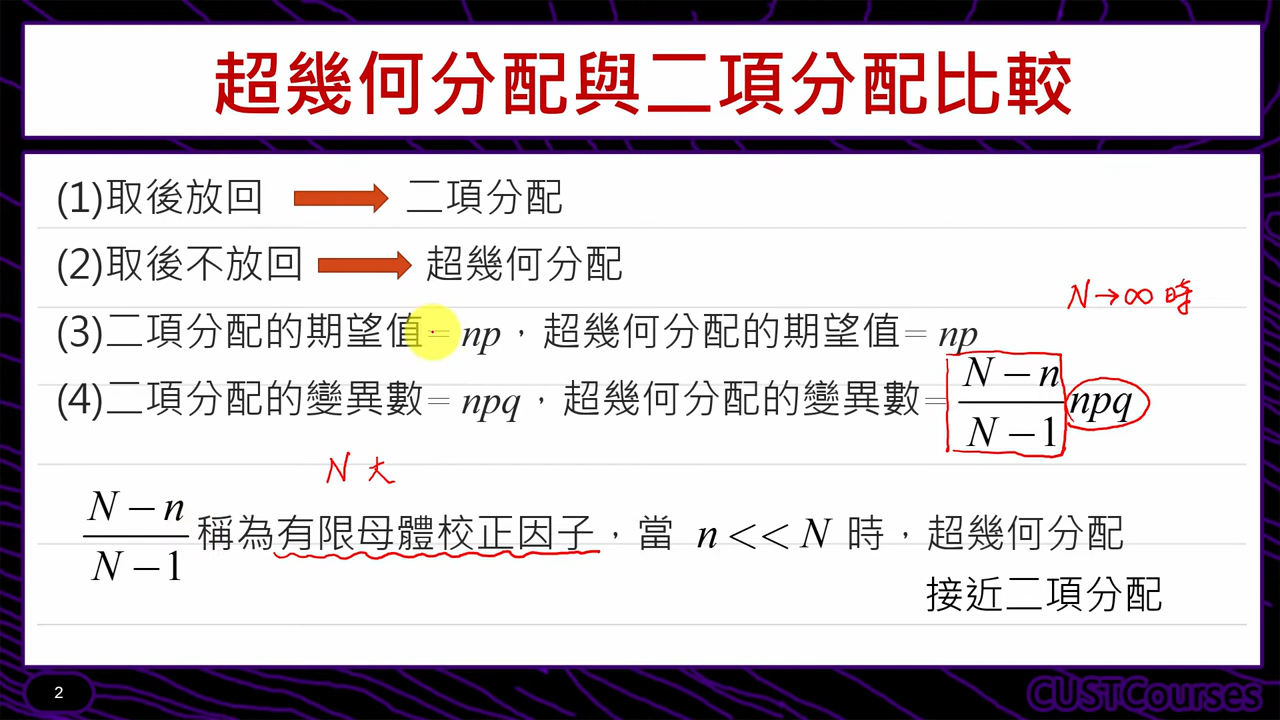 超幾何分配與二項分配比較
(1)取後放回 二項分配
(2)取後不放回 超幾何分配
N→∞ 時
(3)二項分配的期望值= np，超幾何分配的期望值= np
(4)二項分配的變異數= npq，超幾何分配的變異數= \frac{N-n}{N-1} npq
N 大
\frac{N-n}{N-1} 稱為有限母體校正因子，當 n << N 時，超幾何分配
接近二項分配
2
CUSTCourses